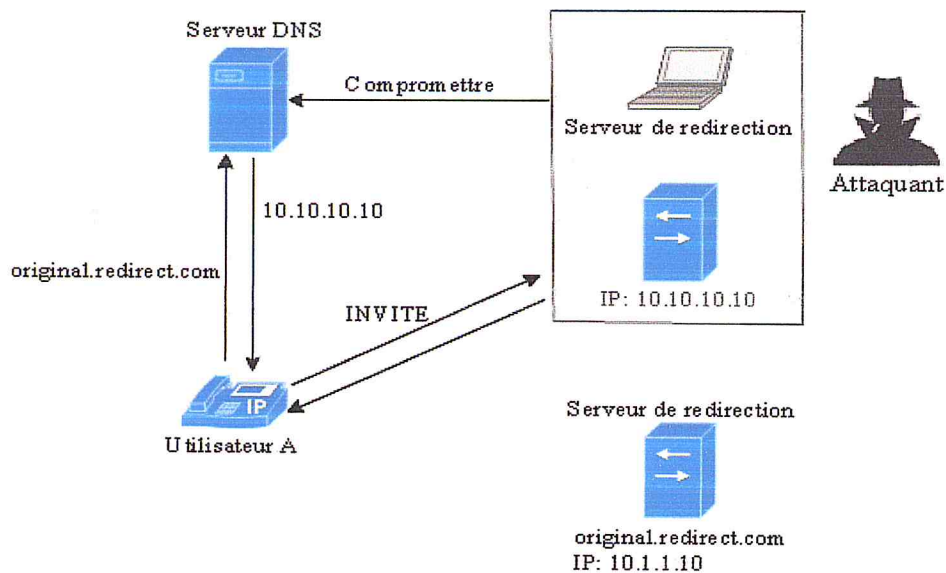 Serveur DNS
Compromettre
Serveur de redirection
Attaquant
10.10.10.10
original.redirect.com
IP: 10.10.10.10
INVITE
IP
Utilisateur A
Serveur de redirection
original.redirect.com
IP: 10.1.1.10